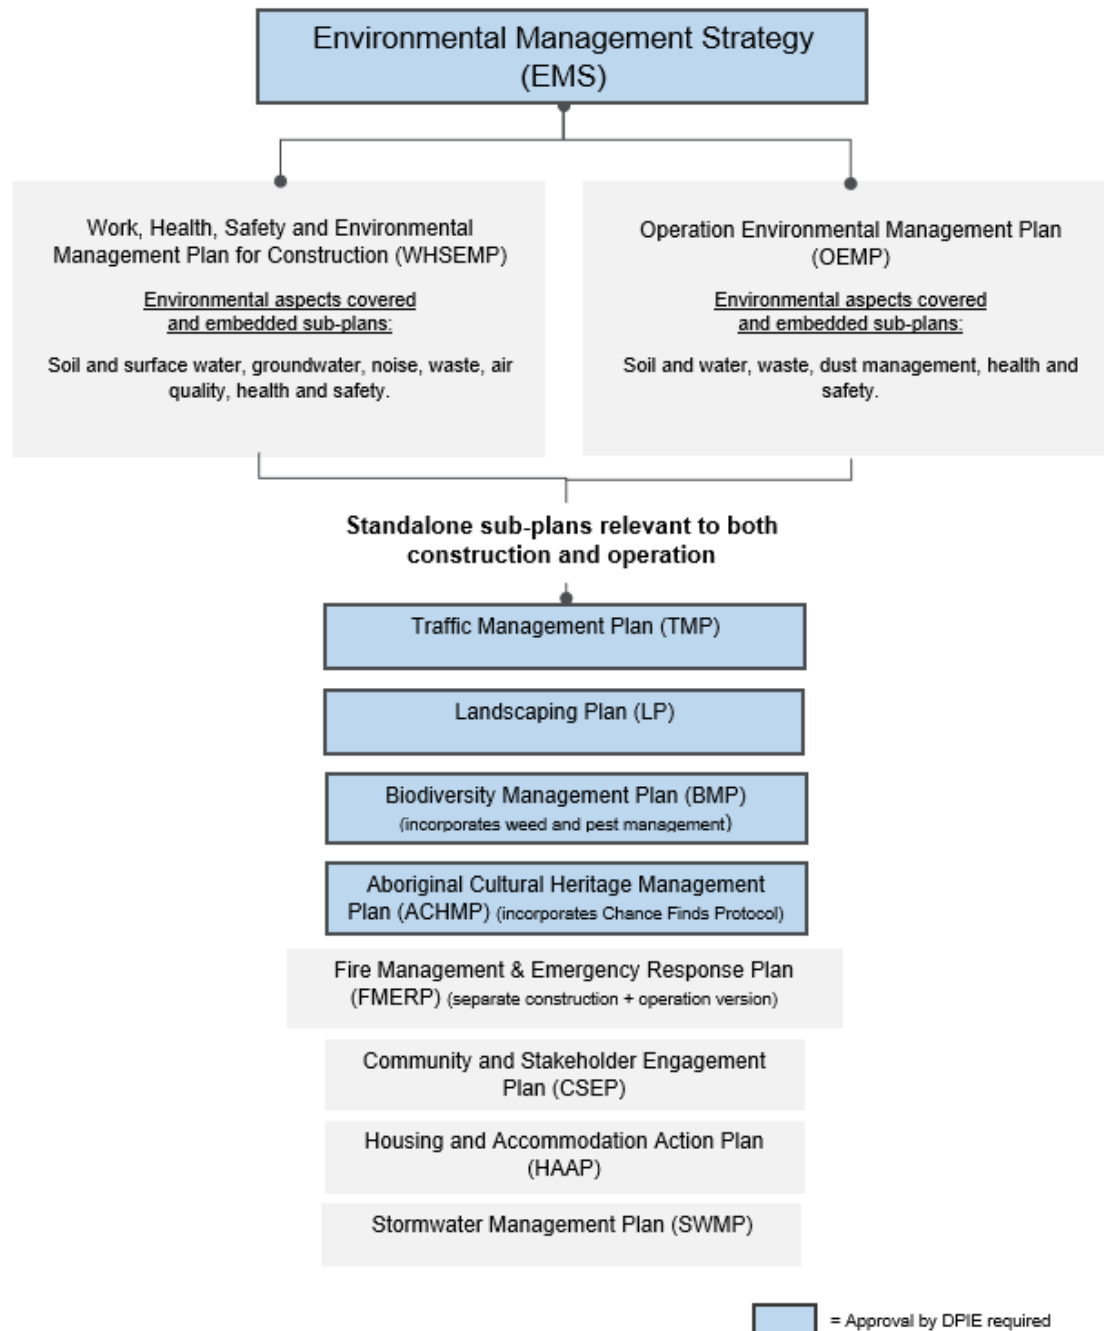 Environmental Management Strategy
(EMS)
Work, Health, Safety and Environmental
Management Plan for Construction (WHSEMP)
Environmental aspects covered
and embedded sub-plans:
Soil and surface water, groundwater, noise, waste, air
quality, health and safety.
Operation Environmental Management Plan
(OEMP)
Environmental aspects covered
and embedded sub-plans:
Soil and water, waste, dust management, health and
safety.
Standalone sub-plans relevant to both
construction and operation
Traffic Management Plan (TMP)
Landscaping Plan (LP)
Biodiversity Management Plan (BMP)
(incorporates weed and pest management)
Aboriginal Cultural Heritage Management
Plan (ACHMP) (incorporates Chance Finds Protocol)
Fire Management & Emergency Response Plan
(FMERP) (separate construction + operation version)
Community and Stakeholder Engagement
Plan (CSEP)
Housing and Accommodation Action Plan
(HAAP)
Stormwater Management Plan (SWMP)
= Approval by DPIE required